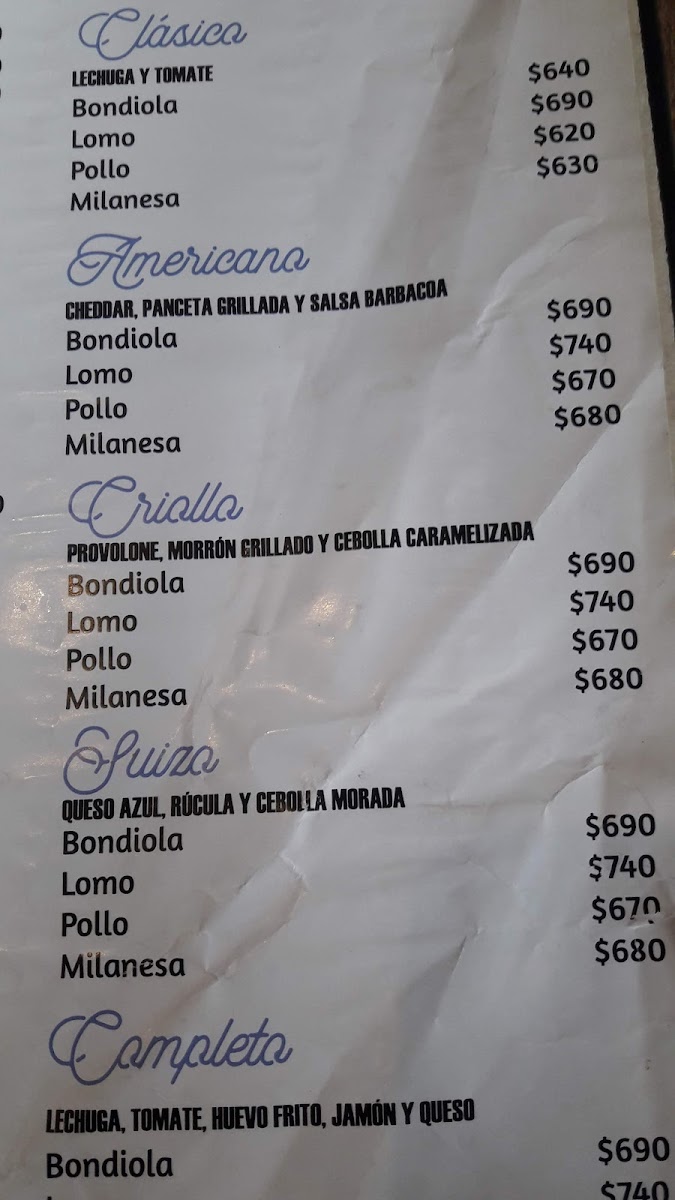 Clásico
LECHUGA Y TOMATE
Bondiola $640
Lomo $690
Pollo $620
Milanesa $630
Americano
CHEDDAR, PANCETA GRILLADA Y SALSA BARBACOA
Bondiola $690
Lomo $740
Pollo $670
Milanesa $680
Criollo
PROVOLONE, MORRÓN GRILLADO Y CEBOLLA CARAMELIZADA
Bondiola $690
Lomo $740
Pollo $670
Milanesa $680
Suizo
QUESO AZUL, RÚCULA Y CEBOLLA MORADA
Bondiola $690
Lomo $740
Pollo $670
Milanesa $680
Completo
LECHUGA, TOMATE, HUEVO FRITO, JAMÓN Y QUESO
Bondiola $690
$740